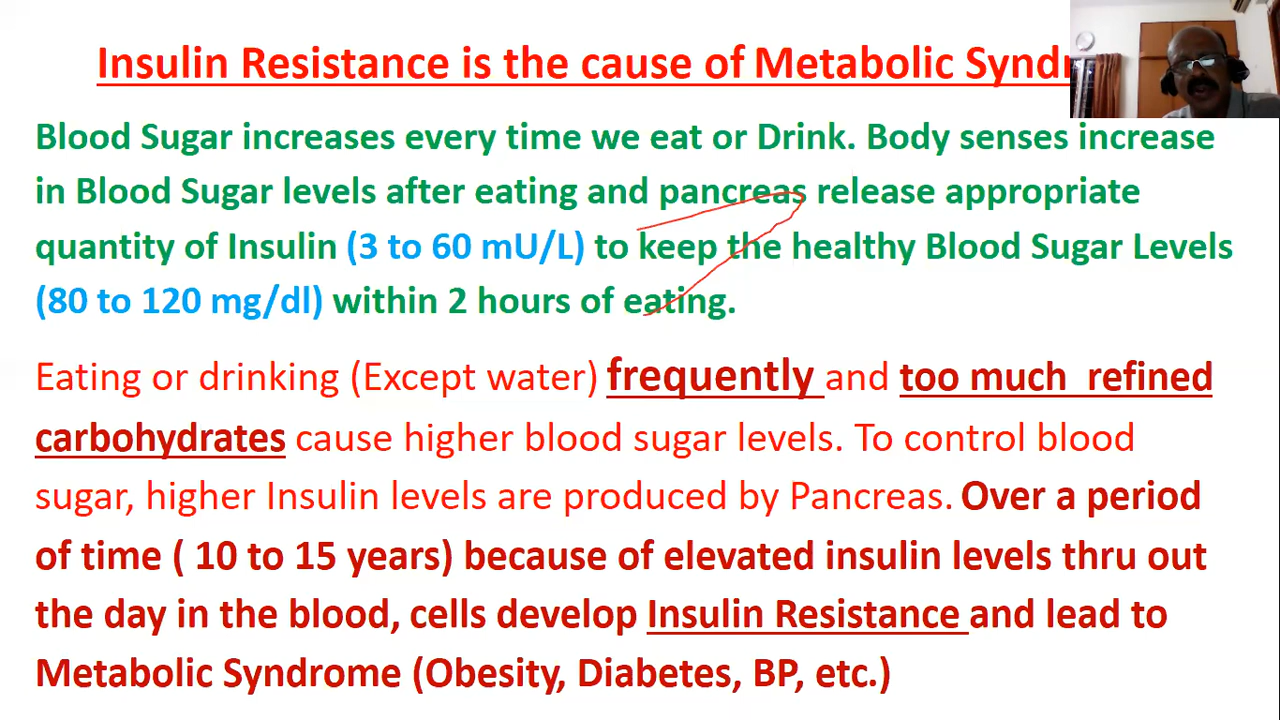 Insulin Resistance is the cause of Metabolic
Blood Sugar increases every time we eat or Drink. Body senses increase
in Blood Sugar levels after eating and pancreas release appropriate
quantity of Insulin (3 to 60 mU/L) to keep the healthy Blood Sugar Levels
(80 to 120 mg/dl) within 2 hours of eating.
Eating or drinking (Except water) frequently and too much refined
carbohydrates cause higher blood sugar levels. To control blood
sugar, higher Insulin levels are produced by Pancreas. Over a period
of time ( 10 to 15 years) because of elevated insulin levels thru out
the day in the blood, cells develop Insulin Resistance and lead to
Metabolic Syndrome (Obesity, Diabetes, BP, etc.)